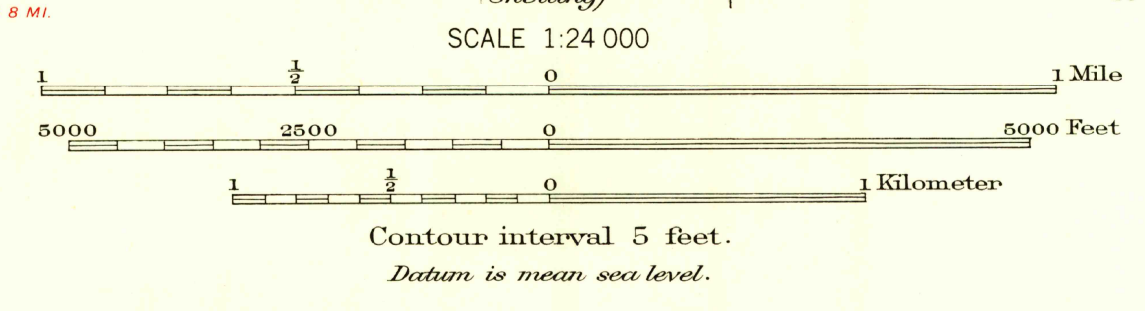 8 MI.
SCALE 1:24 000
1 ½ 0 1 Mile
5000 2500 0 5000 Feet
1 ½ 0 1 Kilometer
Contour interval 5 feet.
Datum is mean sea level.